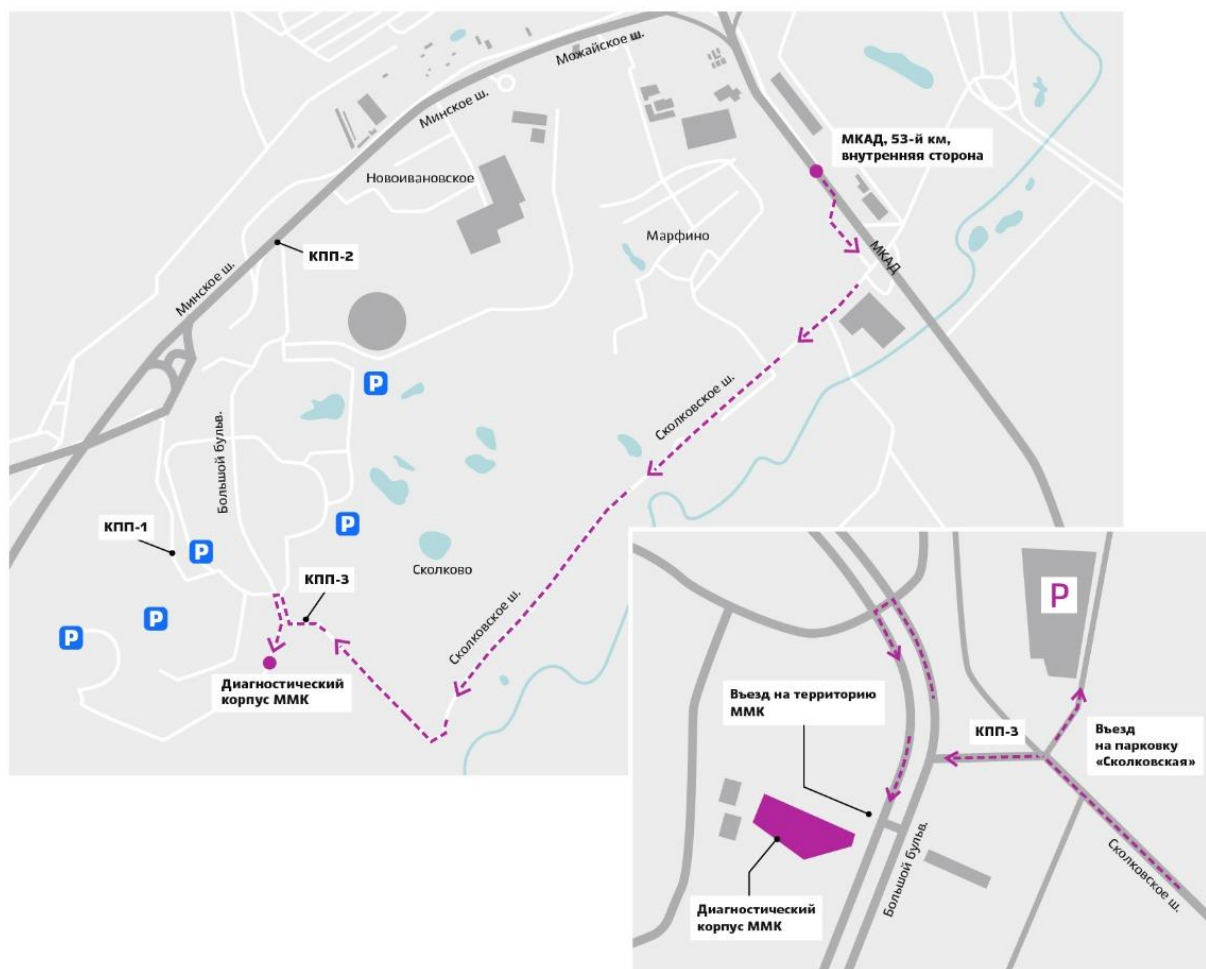 Можайское ш.
Минское ш.
МКАД, 53-й км,
внутренняя сторона
Новоивановское
Марфино
КПП-2
МКАД
Минское ш.
P
Сколковское ш.
Большой бульв.
КПП-1
P
P
Сколково
КПП-3
P
P
Сколковское ш.
Диагностический
корпус ММК
P
Въезд на территорию
ММК
КПП-3
Въезд
на парковку
«Сколковская»
Большой бульв.
Сколковское ш.
Диагностический
корпус ММК